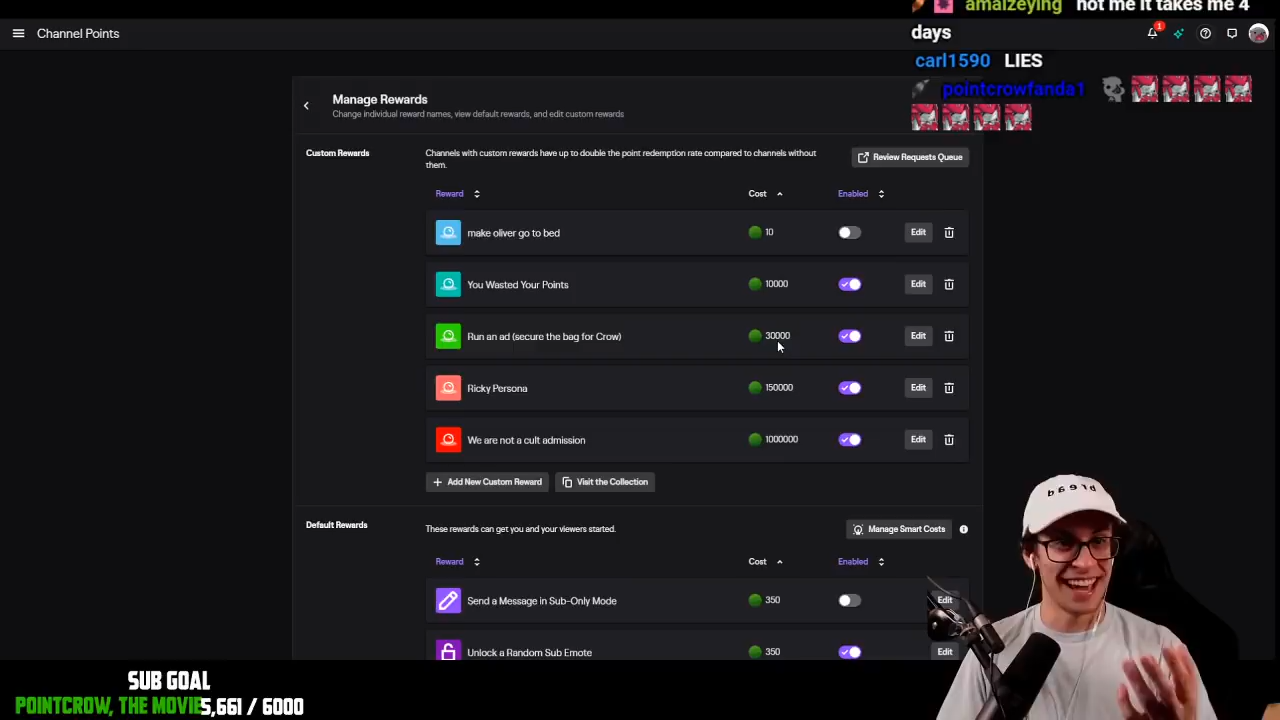 amaizeying not me it takes me 4
days
Channel Points
1
carl1590 LIES
pointcrowfanda1
Manage Rewards
Change individual reward names, view default rewards, and edit custom rewards
Custom Rewards
Channels with custom rewards have up to double the point redemption rate compared to channels without
them.
Review Requests Queue
Reward Cost Enabled
make oliver go to bed 10 Edit
You Wasted Your Points 10000 Edit
Run an ad (secure the bag for Crow) 30000 Edit
Ricky Persona 150000 Edit
We are not a cult admission 1000000 Edit
+ Add New Custom Reward Visit the Collection
Default Rewards
These rewards can get you and your viewers started.
Manage Smart Costs
Reward Cost Enabled
Send a Message in Sub-Only Mode 350 Edit
Unlock a Random Sub Emote 350 Edit
bread
SUB GOAL
POINTCROW, THE MOVIE 5,661 / 6000